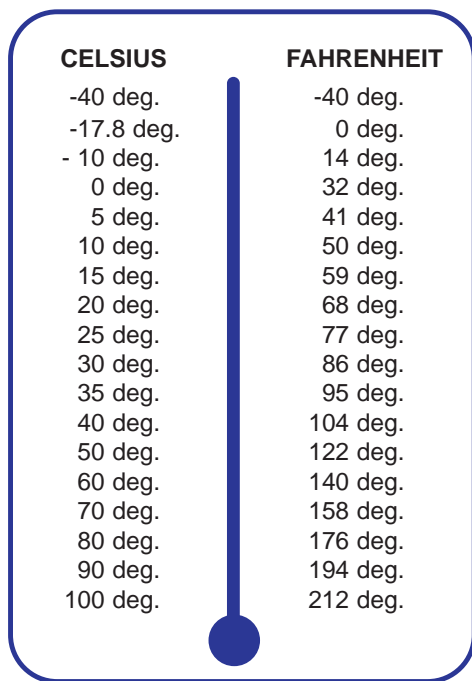 CELSIUS FAHRENHEIT
-40 deg. -40 deg.
-17.8 deg. 0 deg.
- 10 deg. 14 deg.
0 deg. 32 deg.
5 deg. 41 deg.
10 deg. 50 deg.
15 deg. 59 deg.
20 deg. 68 deg.
25 deg. 77 deg.
30 deg. 86 deg.
35 deg. 95 deg.
40 deg. 104 deg.
50 deg. 122 deg.
60 deg. 140 deg.
70 deg. 158 deg.
80 deg. 176 deg.
90 deg. 194 deg.
100 deg. 212 deg.